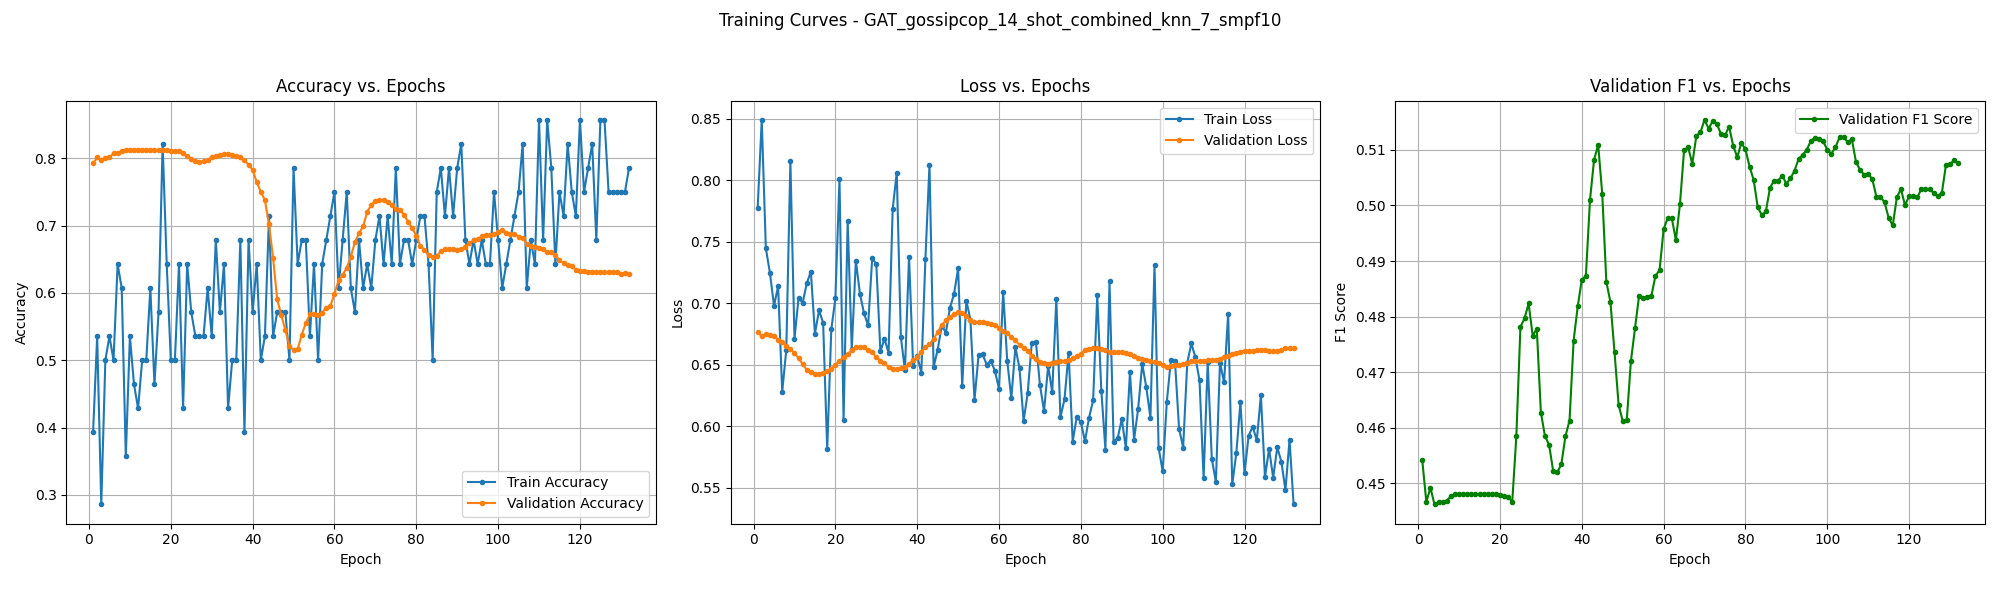 Training Curves - GAT_gossipcop_14_shot_combined_knn_7_smpf10
Accuracy vs. Epochs
Accuracy
0.8
0.7
0.6
0.5
0.4
0.3
Train Accuracy
Validation Accuracy
0 20 40 60 80 100 120
Epoch
Loss vs. Epochs
Loss
0.85
0.80
0.75
0.70
0.65
0.60
0.55
Train Loss
Validation Loss
0 20 40 60 80 100 120
Epoch
Validation F1 vs. Epochs
F1 Score
0.51
0.50
0.49
0.48
0.47
0.46
0.45
Validation F1 Score
0 20 40 60 80 100 120
Epoch